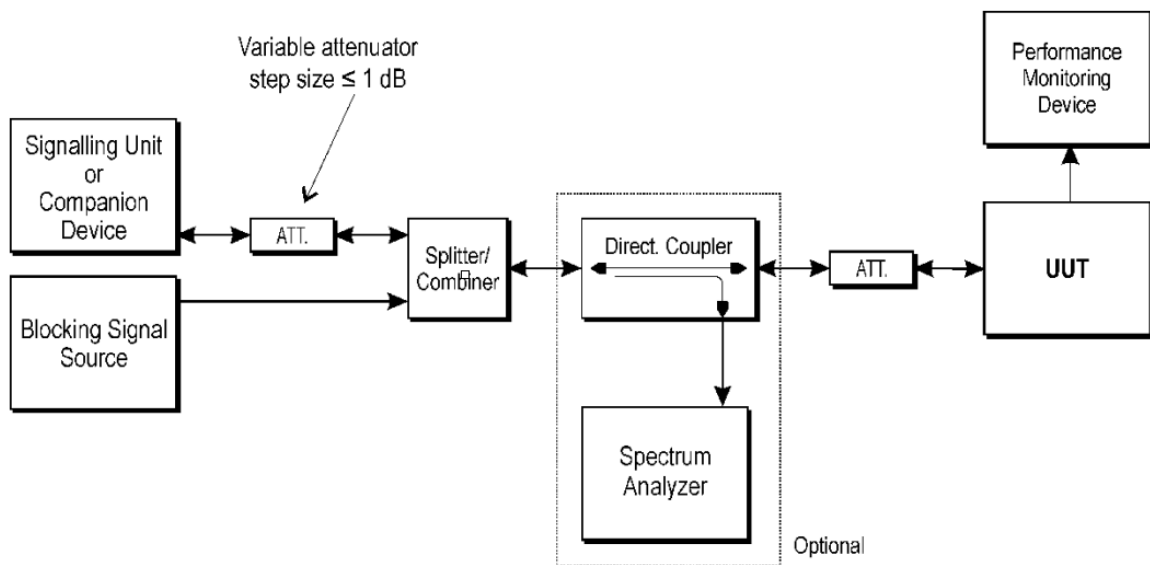 Variable attenuator
step size ≤ 1 dB
Performance
Monitoring
Device
Signalling Unit
or
Companion
Device
ATT.
Splitter/
Combiner
Direct. Coupler
ATT.
UUT
Blocking Signal
Source
Spectrum
Analyzer
Optional